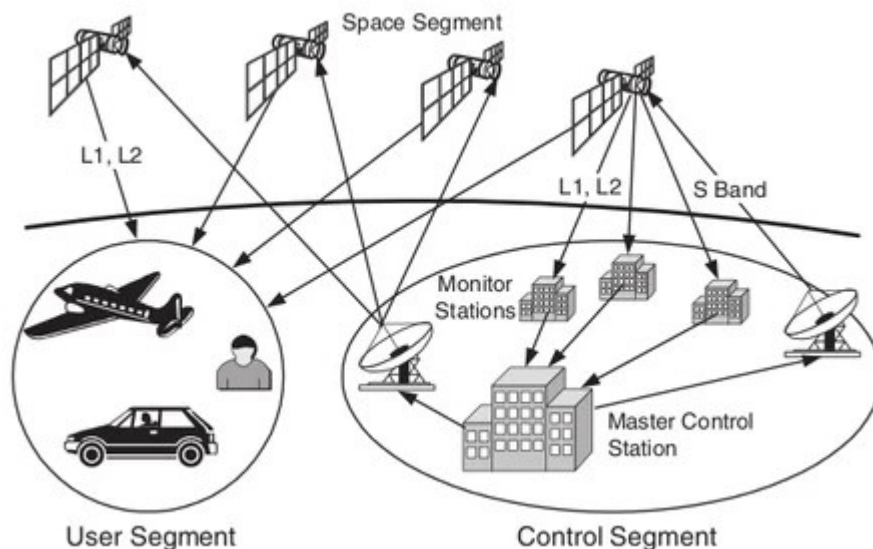 Space Segment
L1, L2
L1, L2
S Band
Monitor
Stations
Master Control
Station
User Segment
Control Segment